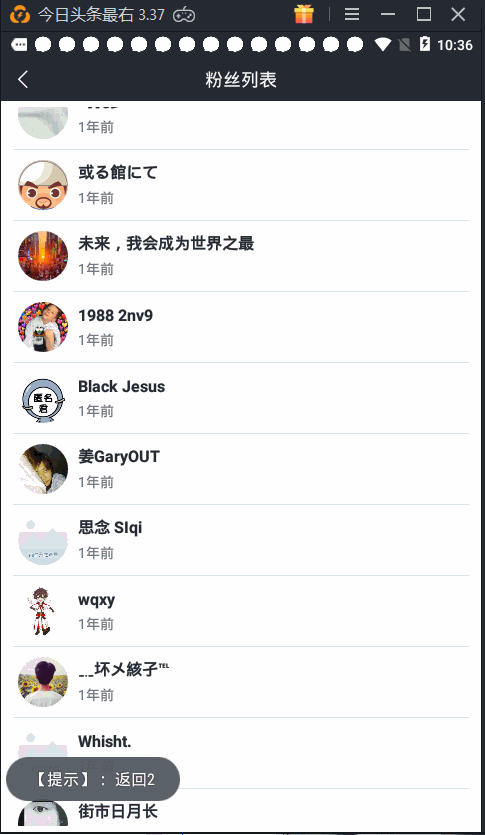 今日头条最右 3.37
10:36
粉丝列表
1年前
或る館にて
1年前
未来，我会成为世界之最
1年前
1988 2nv9
1年前
匿名
君
Black Jesus
1年前
姜GaryOUT
1年前
思念 SIqi
1年前
wqxy
1年前
_._坏メ絯孒℡
1年前
Whisht.
【提示】：返回2
街市日月长